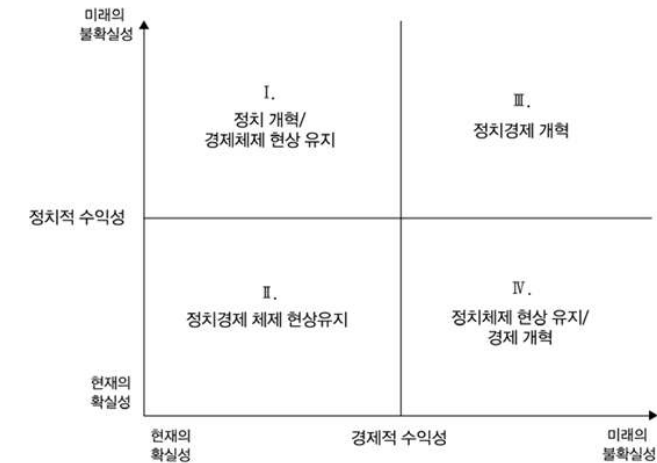 미래의
불확실성
Ⅰ.
정치 개혁/
경제체제 현상 유지
Ⅲ.
정치경제 개혁
정치적 수익성
Ⅱ.
정치경제 체제 현상유지
Ⅳ.
정치체제 현상 유지/
경제 개혁
현재의
확실성
현재의
확실성
경제적 수익성
미래의
불확실성